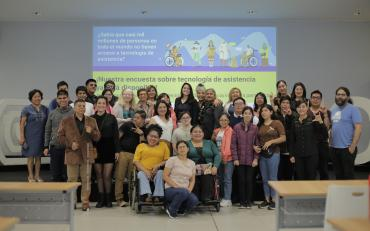 ¿Sabía que casi mil
millones de personas en
todo el mundo no tienen
acceso a tecnología de
asistencia?
¡Nuestra encuesta sobre tecnología de asistencia
disponible